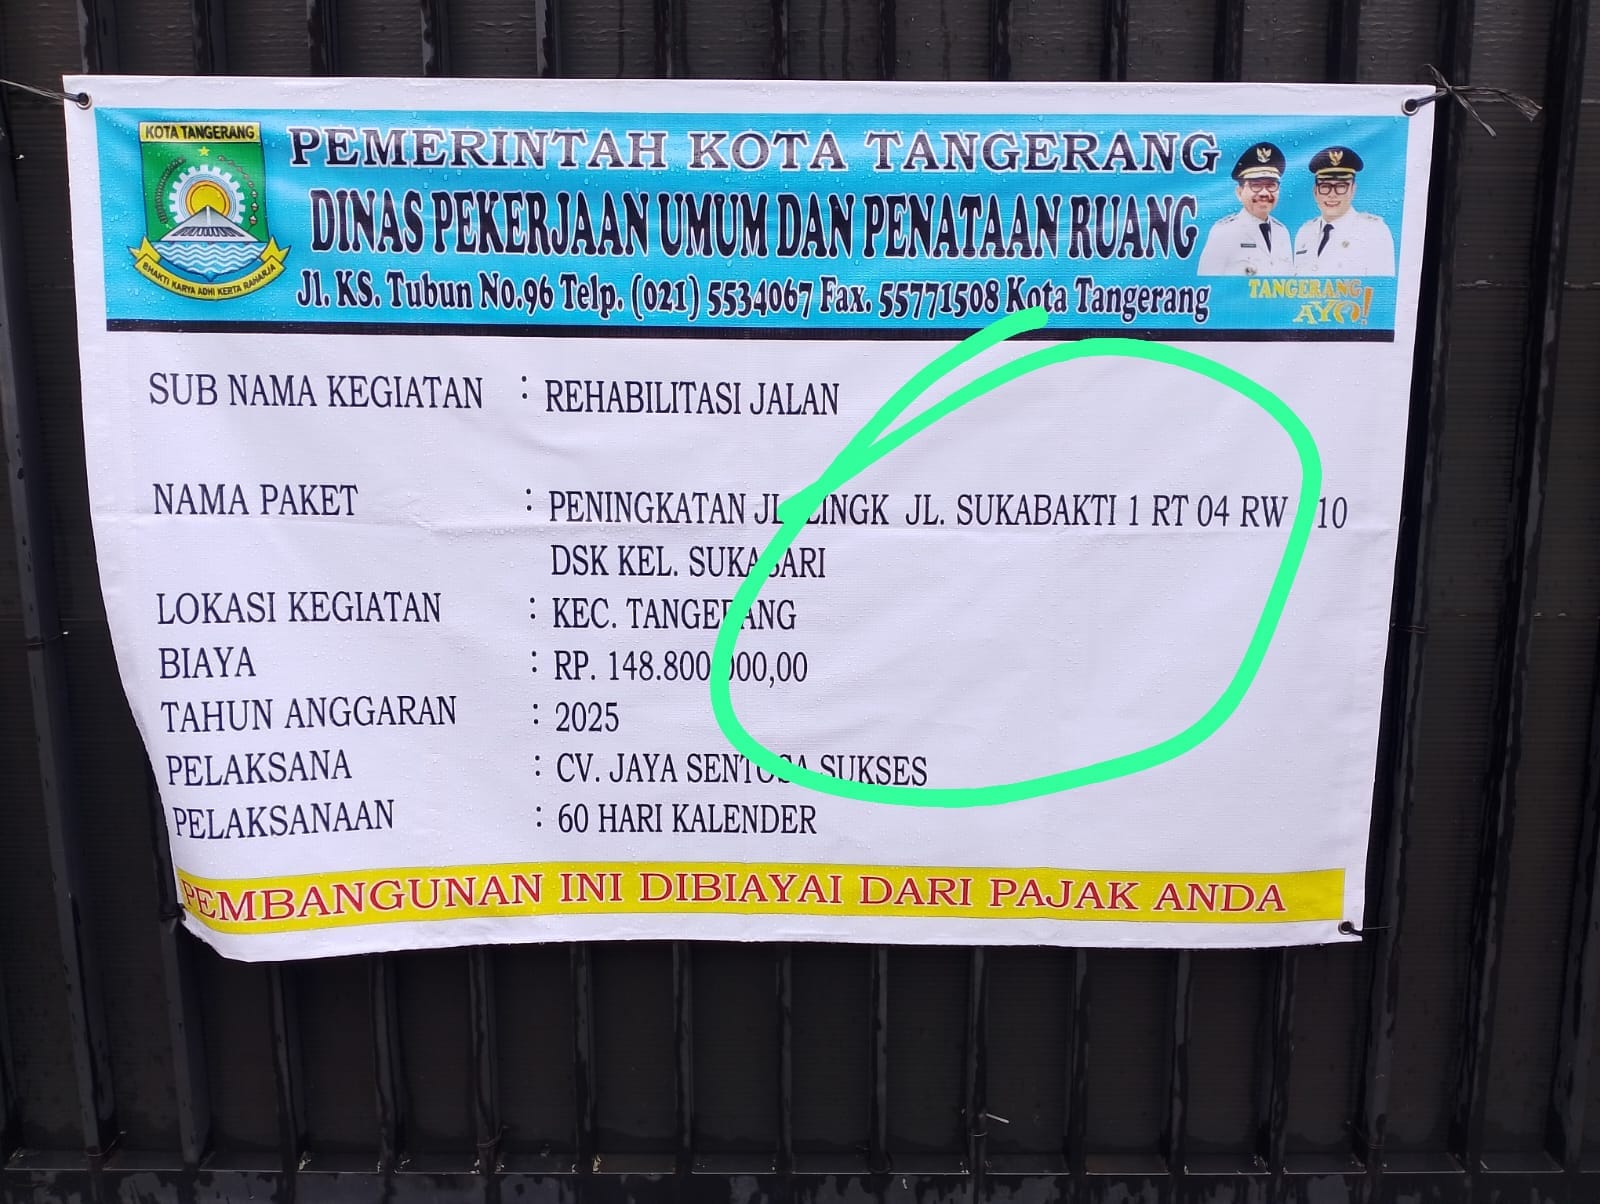 KOTA TANGERANG
BHAKTI KARYA ADHI KERTA RAHARJA
PEMERINTAH KOTA TANGERANG
DINAS PEKERJAAN UMUM DAN PENATAAN RUANG
Jl. KS. Tubun No.96 Telp. (021) 5534067 Fax. 55771508 Kota Tangerang
TANGERANG
AYO!
SUB NAMA KEGIATAN : REHABILITASI JALAN
NAMA PAKET : PENINGKATAN JL. LINGK JL. SUKABAKTI 1 RT 04 RW 10
DSK KEL. SUKASARI
LOKASI KEGIATAN : KEC. TANGERANG
BIAYA : RP. 148.800.000,00
TAHUN ANGGARAN : 2025
PELAKSANA : CV. JAYA SENTOSA SUKSES
PELAKSANAAN : 60 HARI KALENDER
PEMBANGUNAN INI DIBIAYAI DARI PAJAK ANDA